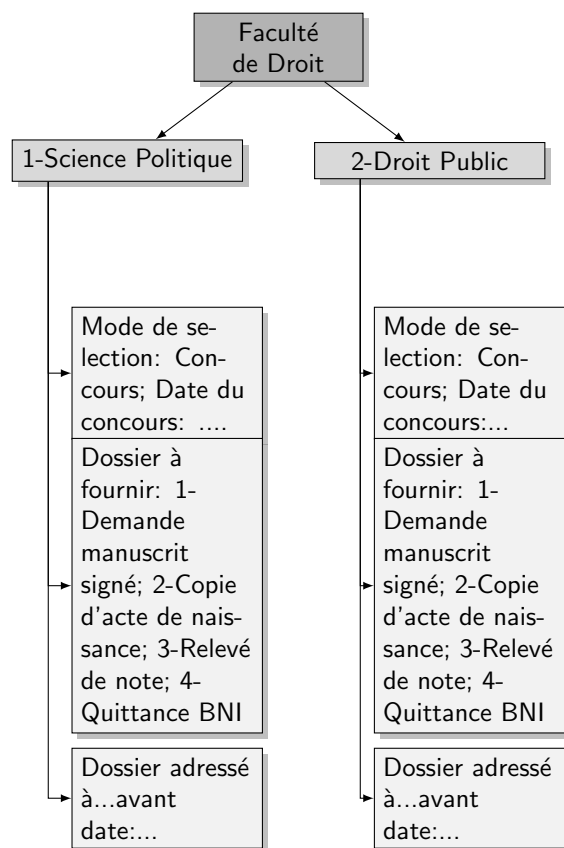 Faculté
de Droit
1-Science Politique
2-Droit Public
Mode de se-
lection: Con-
cours; Date du
concours: ....
Dossier à
fournir: 1-
Demande
manuscrit
signé; 2-Copie
d'acte de nais-
sance; 3-Relevé
de note; 4-
Quittance BNI
Dossier adressé
à...avant
date:...
Mode de se-
lection: Con-
cours; Date du
concours:...
Dossier à
fournir: 1-
Demande
manuscrit
signé; 2-Copie
d'acte de nais-
sance; 3-Relevé
de note; 4-
Quittance BNI
Dossier adressé
à...avant
date:...